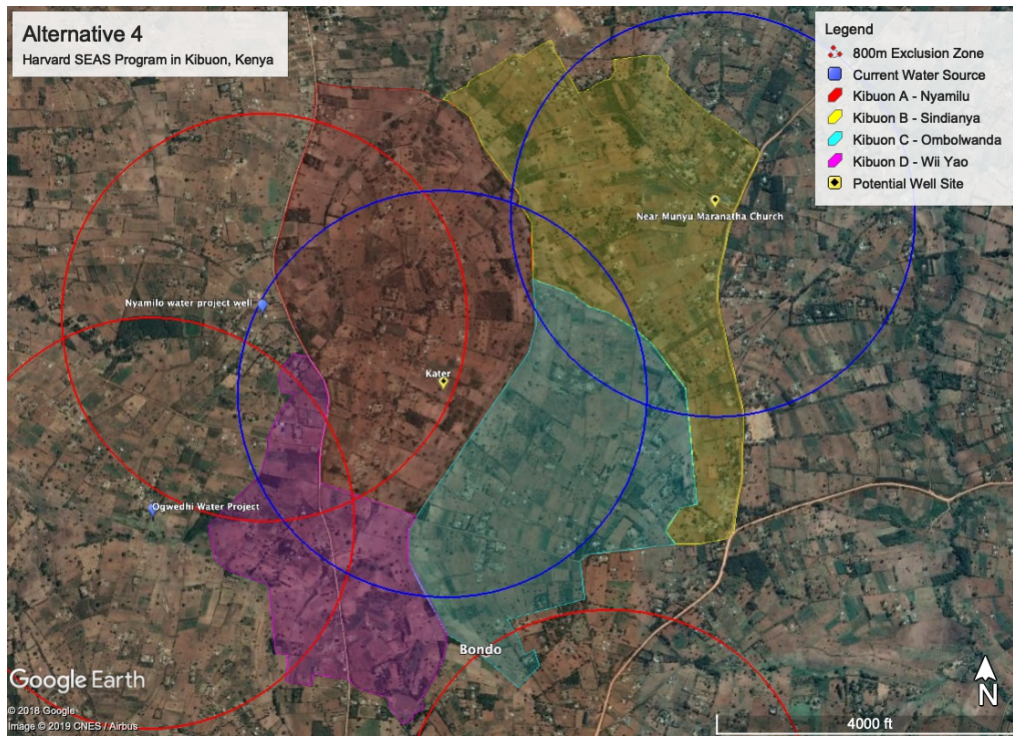 Alternative 4
Harvard SEAS Program in Kibuon, Kenya
Legend
800m Exclusion Zone
Current Water Source
Kibuon A - Nyamilu
Kibuon B - Sindianya
Kibuon C - Ombolwanda
Kibuon D - Wii Yao
Potential Well Site
Near Munyu Maranatha Church
Nyamilo water project well
Kater
Ogwedhi Water Project
Bondo
Google Earth
© 2018 Google
Image © 2019 CNES / Airbus
N
4000 ft